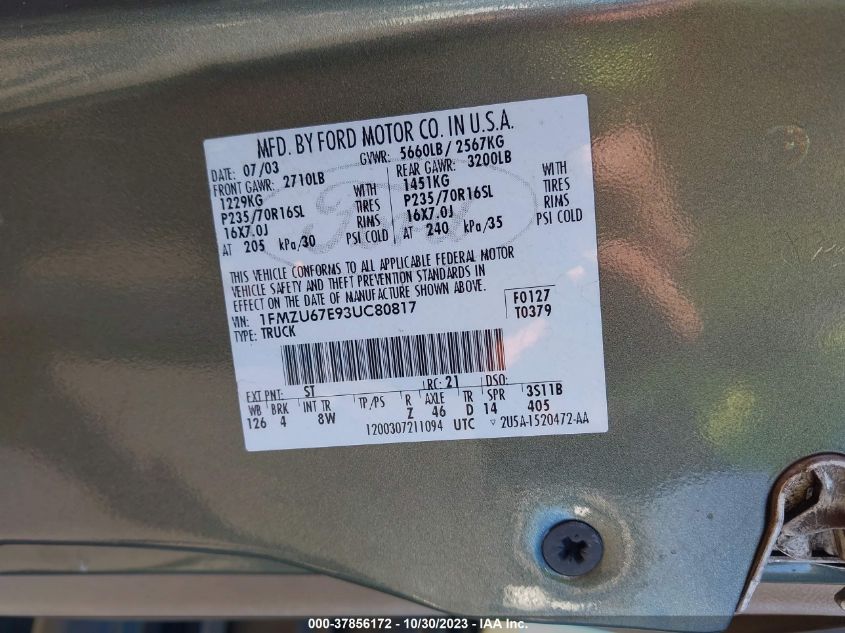 MFD. BY FORD MOTOR CO. IN U.S.A.
DATE: 07/03 GVWR: 5660LB / 2567KG
FRONT GAWR: 2710LB REAR GAWR: 3200LB
1229KG WITH 1451KG WITH
P235/70R16SL TIRES P235/70R16SL TIRES
16X7.0J RIMS 16X7.0J RIMS
AT 205 kPa/30 PSI COLD AT 240 kPa/35 PSI COLD
Ford
THIS VEHICLE CONFORMS TO ALL APPLICABLE FEDERAL MOTOR
VEHICLE SAFETY AND THEFT PREVENTION STANDARDS IN
EFFECT ON THE DATE OF MANUFACTURE SHOWN ABOVE.
VIN: 1FMZU67E93UC80817 F0127
TYPE: TRUCK T0379
EXT PNT: ST RC: 21 DSO:
WB BRK INT TR TP/PS R AXLE TR SPR 3S11B
126 4 8W Z 46 D 14 405
1200307211094 UTC ▽ 2U5A-1520472-AA
000-37856172 - 10/30/2023 - IAA Inc.